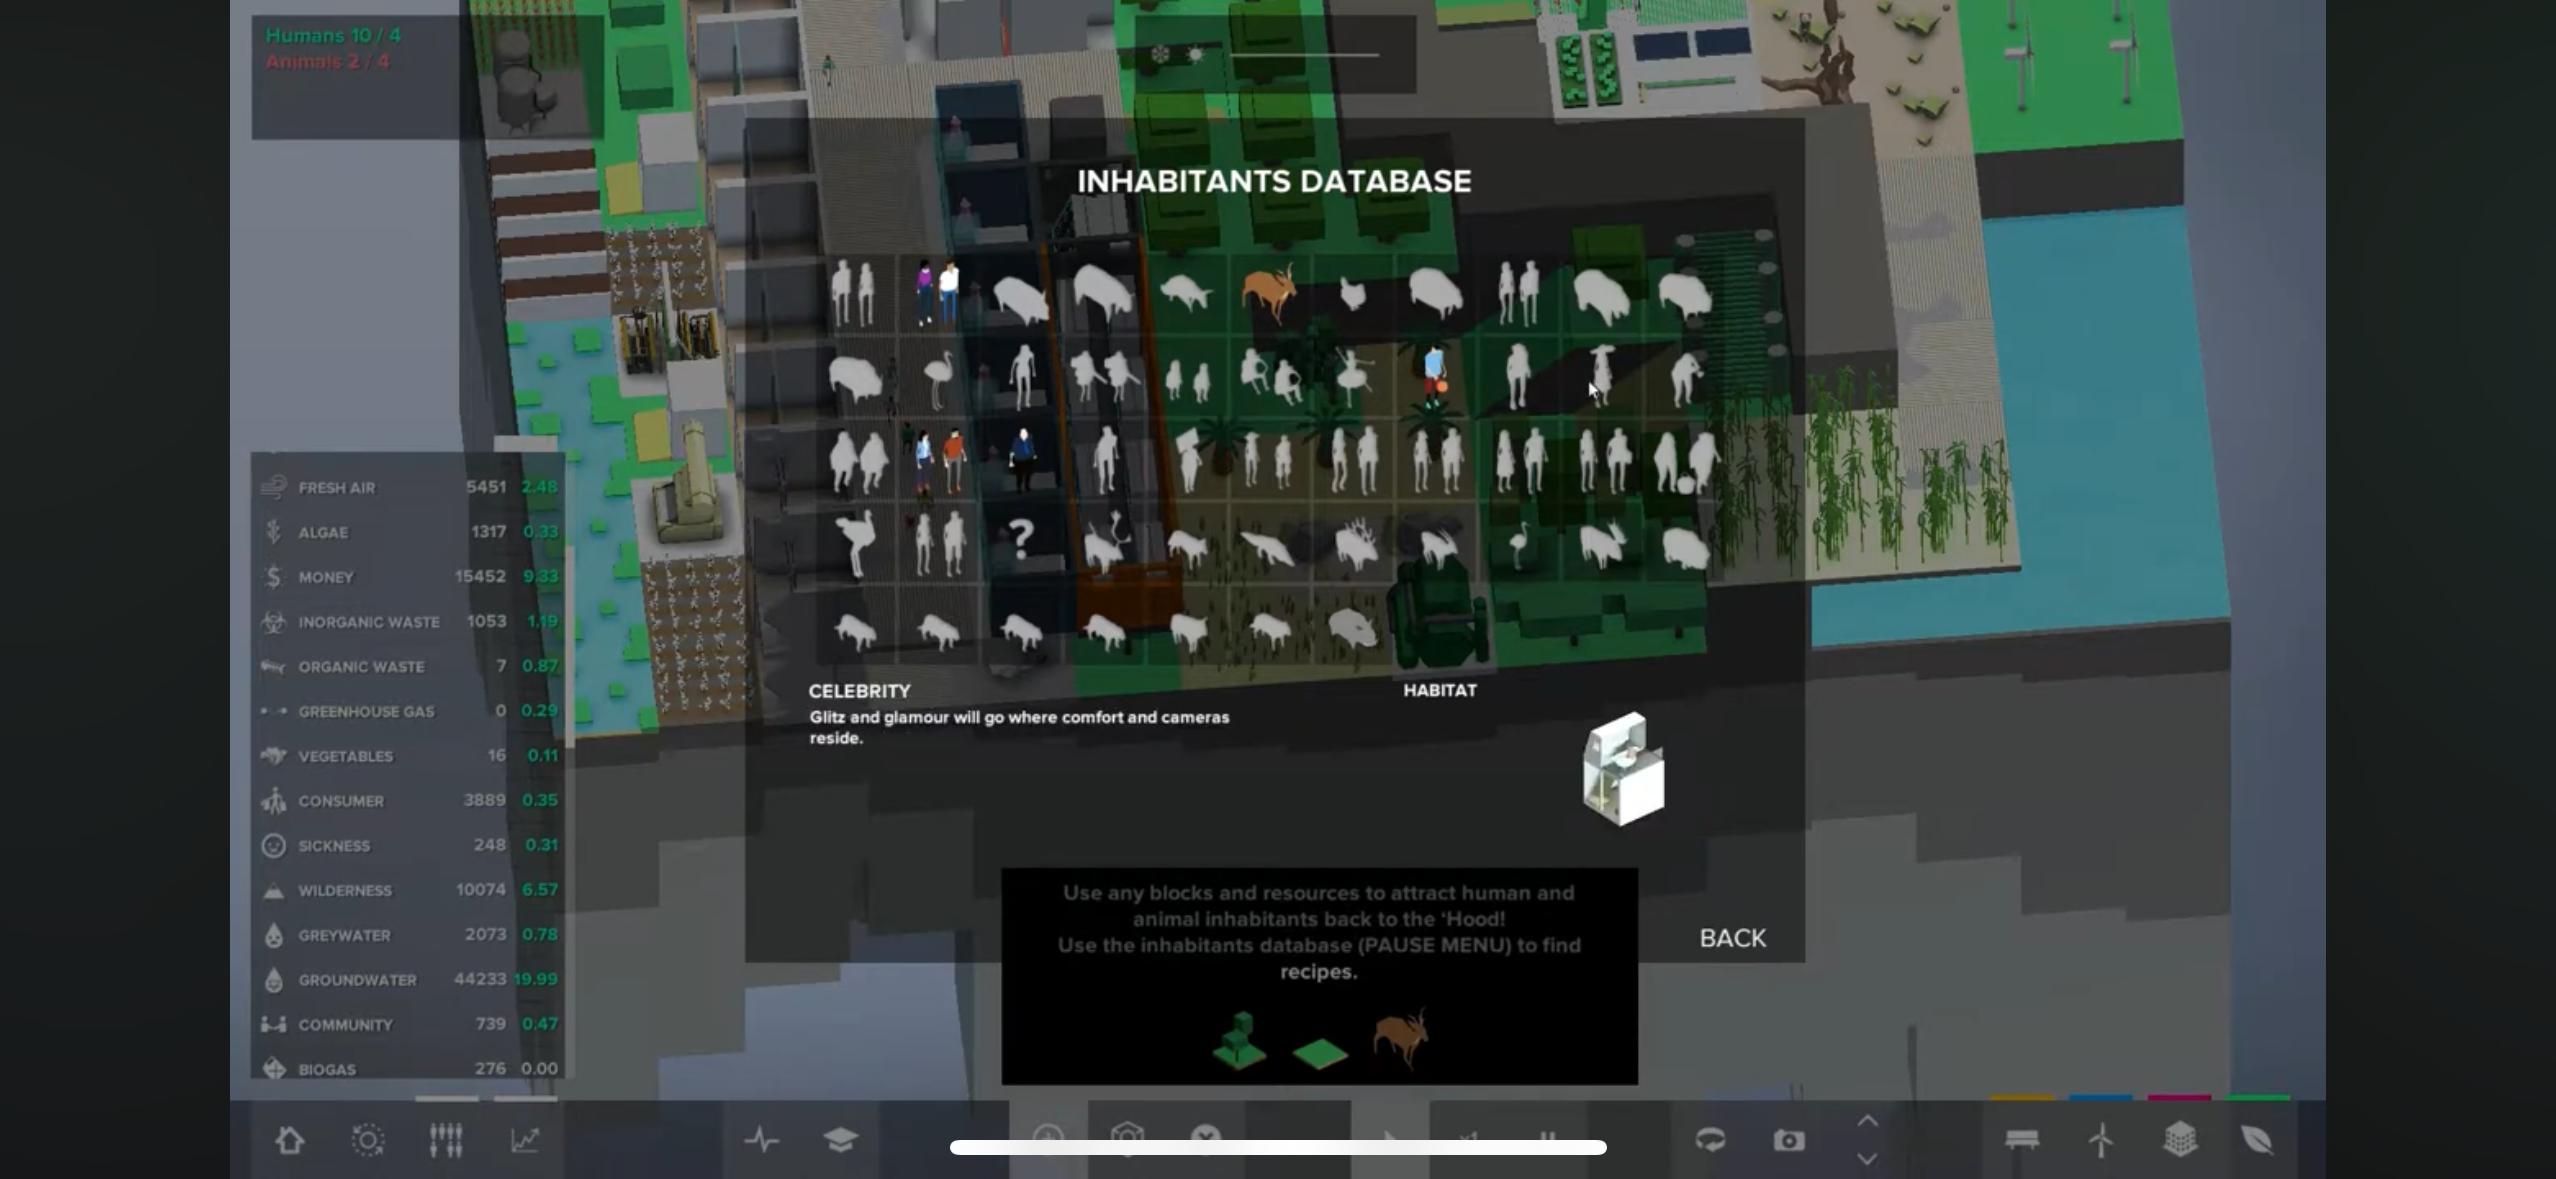 Humans 10 / 4
Animals 2 / 4
INHABITANTS DATABASE
?
FRESH AIR 5451 2.48
ALGAE 1317 0.33
MONEY 15452 9.33
INORGANIC WASTE 1053 1.19
ORGANIC WASTE 7 0.87
GREENHOUSE GAS 0 0.29
VEGETABLES 16 0.11
CONSUMER 3889 0.35
SICKNESS 248 0.31
WILDERNESS 10074 6.57
GREYWATER 2073 0.78
GROUNDWATER 44233 19.99
COMMUNITY 739 0.47
BIOGAS 276 0.00
CELEBRITY
Glitz and glamour will go where comfort and cameras
reside.
HABITAT
Use any blocks and resources to attract human and
animal inhabitants back to the 'Hood!
Use the inhabitants database (PAUSE MENU) to find
recipes.
BACK
x1